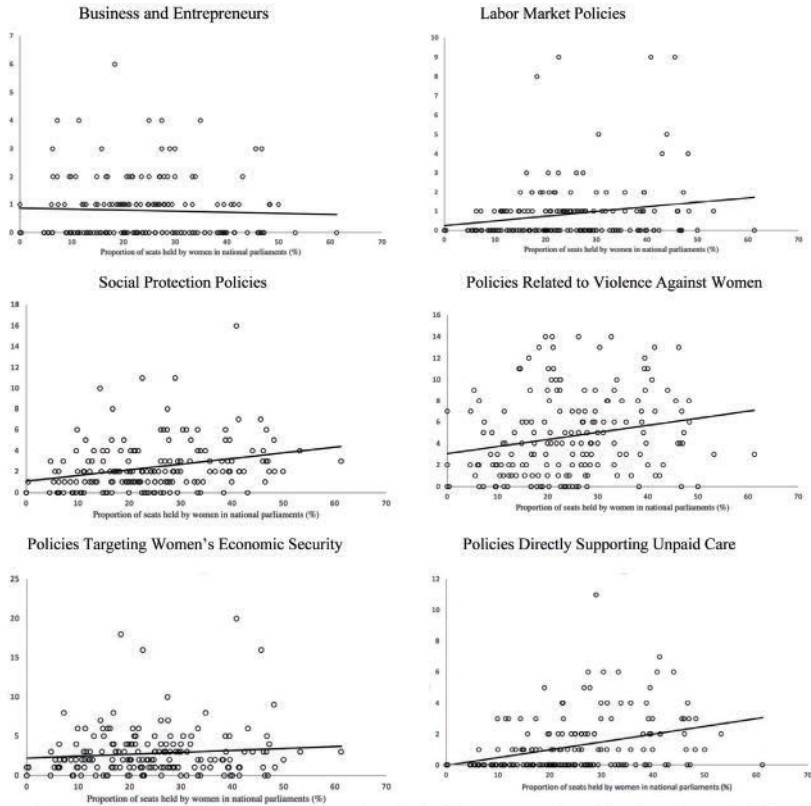 Business and Entrepreneurs
7
6
5
4
3
2
1
0
0 10 20 30 40 50 60 70
Proportion of seats held by women in national parliaments (%)
Labor Market Policies
10
9
8
7
6
5
4
3
2
1
0
0 10 20 30 40 50 60 70
Proportion of seats held by women in national parliaments (%)
Social Protection Policies
18
16
14
12
10
8
6
4
2
0
0 10 20 30 40 50 60 70
Proportion of seats held by women in national parliaments (%)
Policies Related to Violence Against Women
16
14
12
10
8
6
4
2
0
0 10 20 30 40 50 60 70
Proportion of seats held by women in national parliaments (%)
Policies Targeting Women's Economic Security
25
20
15
10
5
0
0 10 20 30 40 50 60 70
Proportion of seats held by women in national parliaments (%)
Policies Directly Supporting Unpaid Care
12
10
8
6
4
2
0
0 10 20 30 40 50 60 70
Proportion of seats held by women in national parliaments (%)